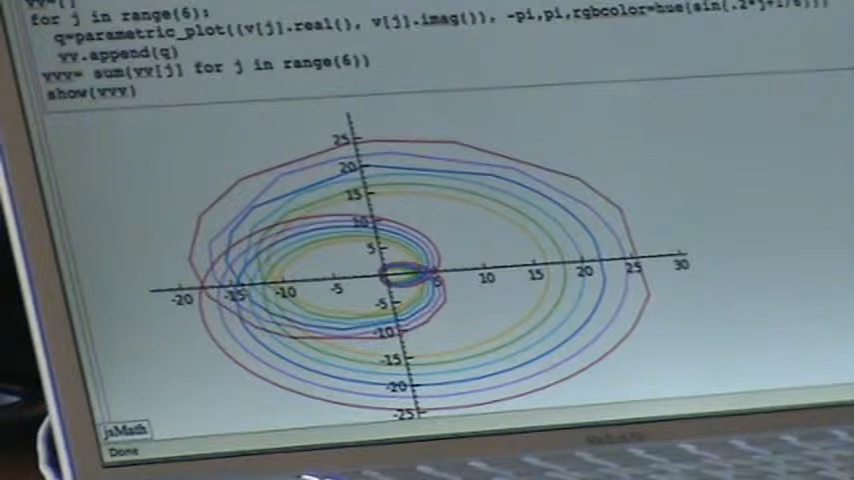 for j in range(6):
q=parametric_plot((v[j].real(), v[j].imag()), -pi,pi,rgbcolor=hue(sin(.2*j+1/6)))
vv.append(q)
vvv= sum(vv[j] for j in range(6))
show(vvv)
25
20
15
10
5
-20 -15 -10 -5 5 10 15 20 25 30
-5
-10
-15
-20
-25
jsMath
Done